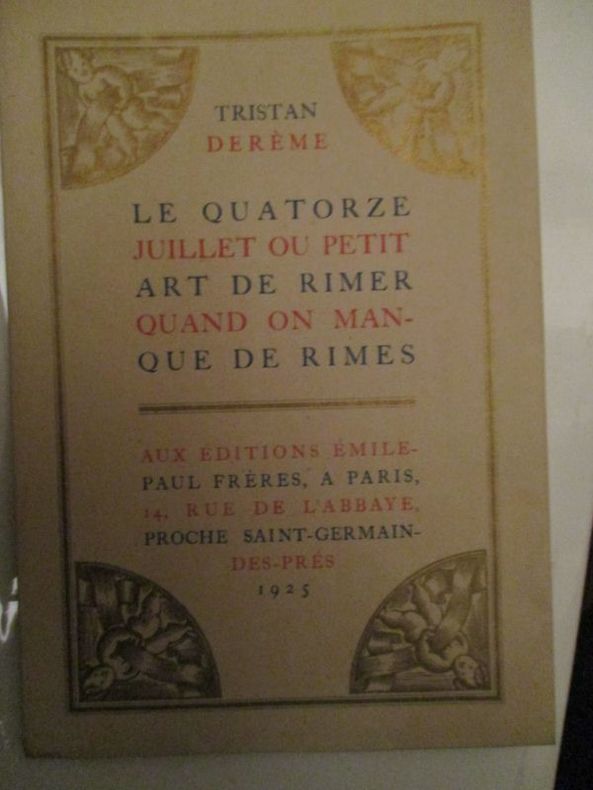 TRISTAN
DERÈME
LE QUATORZE
JUILLET OU PETIT
ART DE RIMER
QUAND ON MAN-
QUE DE RIMES
AUX ÉDITIONS ÉMILE-
PAUL FRÈRES, A PARIS,
14, RUE DE L'ABBAYE,
PROCHE SAINT-GERMAIN-
DES-PRÉS
1925